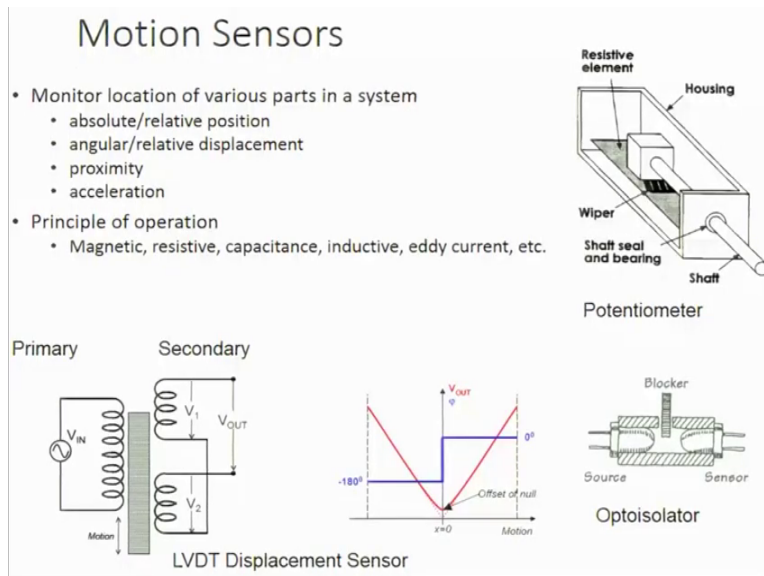 Motion Sensors
• Monitor location of various parts in a system
• absolute/relative position
• angular/relative displacement
• proximity
• acceleration
• Principle of operation
• Magnetic, resistive, capacitance, inductive, eddy current, etc.
Resistive
element
Housing
Wiper
Shaft seal
and bearing
Shaft
Potentiometer
Primary
Secondary
VIN
V1
VOUT
V2
Motion
LVDT Displacement Sensor
VOUT
φ
0⁰
-180⁰
Offset of null
x=0
Motion
Blocker
Source
Sensor
Optoisolator